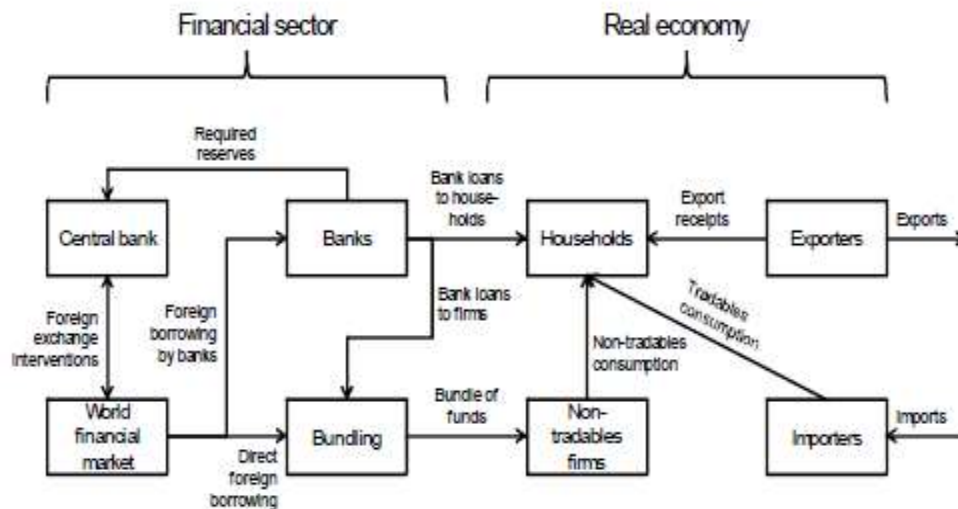 Financial sector
Real economy
Required
reserves
Bank loans
to house-
holds
Export
receipts
Exports
Central bank
Banks
Households
Exporters
Foreign
exchange
interventions
Foreign
borrowing
by banks
Bank loans
to firms
Non-tradables
consumption
Tradables
consumption
Bundle of
funds
Imports
World
financial
market
Bundling
Non-
tradables
firms
Importers
Direct
foreign
borrowing